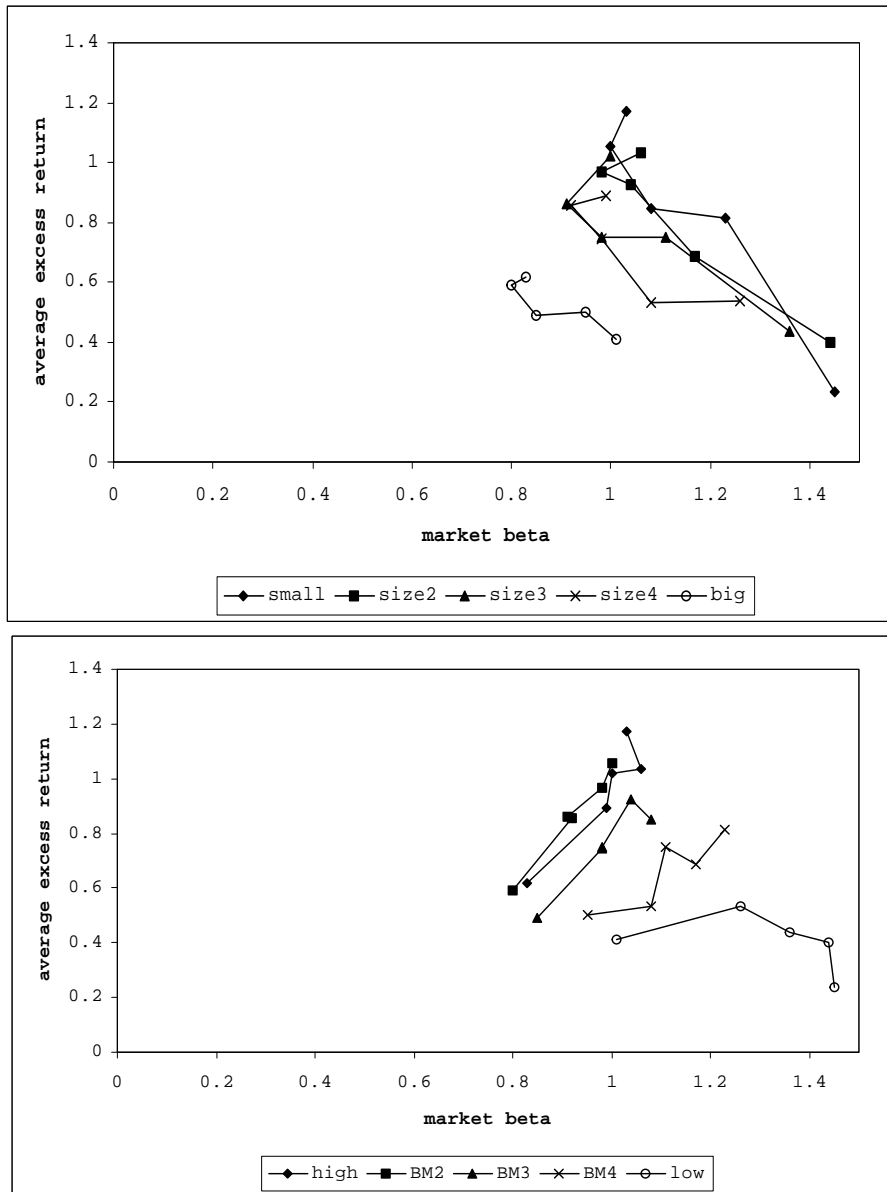 1.4
1.2
1
0.8
0.6
0.4
0.2
0
average excess return
0 0.2 0.4 0.6 0.8 1 1.2 1.4
market beta
small size2 size3 size4 big
1.4
1.2
1
0.8
0.6
0.4
0.2
0
average excess return
0 0.2 0.4 0.6 0.8 1 1.2 1.4
market beta
high BM2 BM3 BM4 low